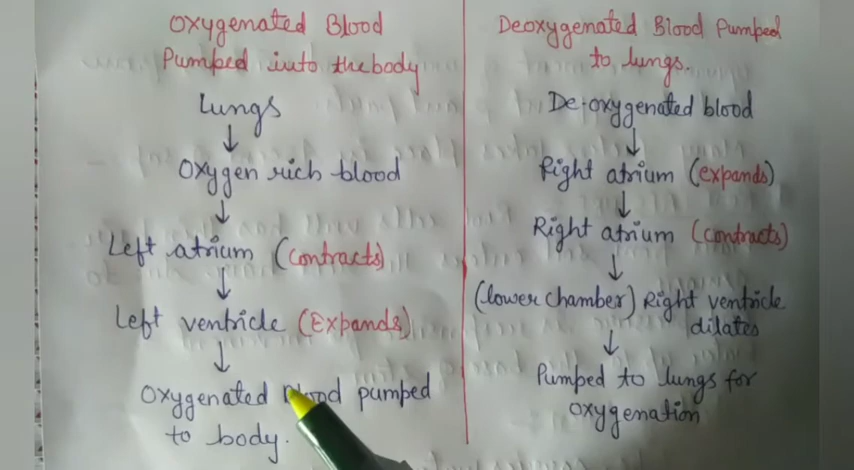 Oxygenated Blood
Pumped into the body
Lungs
Oxygen rich blood
Left atrium (contracts)
Left ventricle (Expands)
Oxygenated Blood pumped
to body.
Deoxygenated Blood Pumped
to lungs.
De-oxygenated blood
Right atrium (expands)
Right atrium (contracts)
(lower chamber) Right ventricle
dilates
Pumped to lungs for
oxygenation